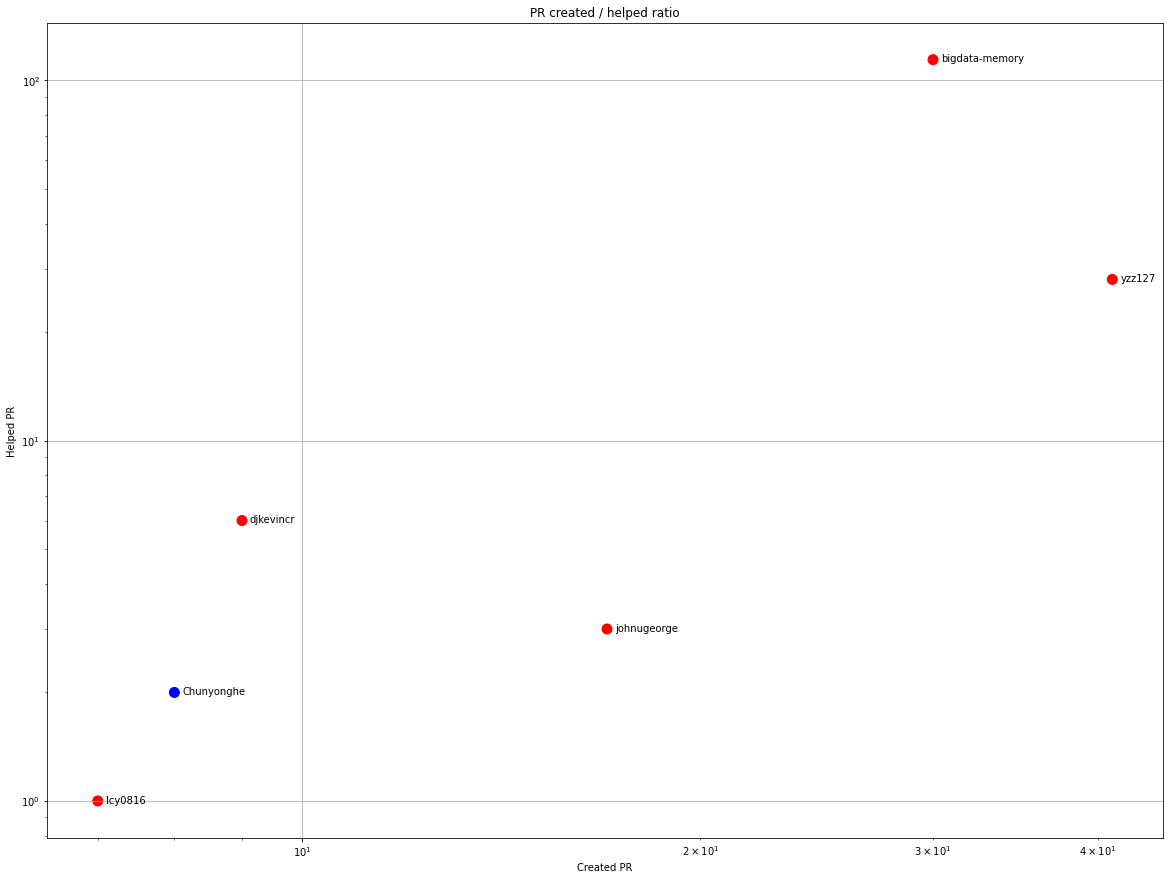 PR created / helped ratio
10²
bigdata-memory
yzz127
Helped PR
10¹
djkevincr
johnugeorge
Chunyonghe
lcy0816
10⁰
10¹
2 × 10¹
3 × 10¹
4 × 10¹
Created PR